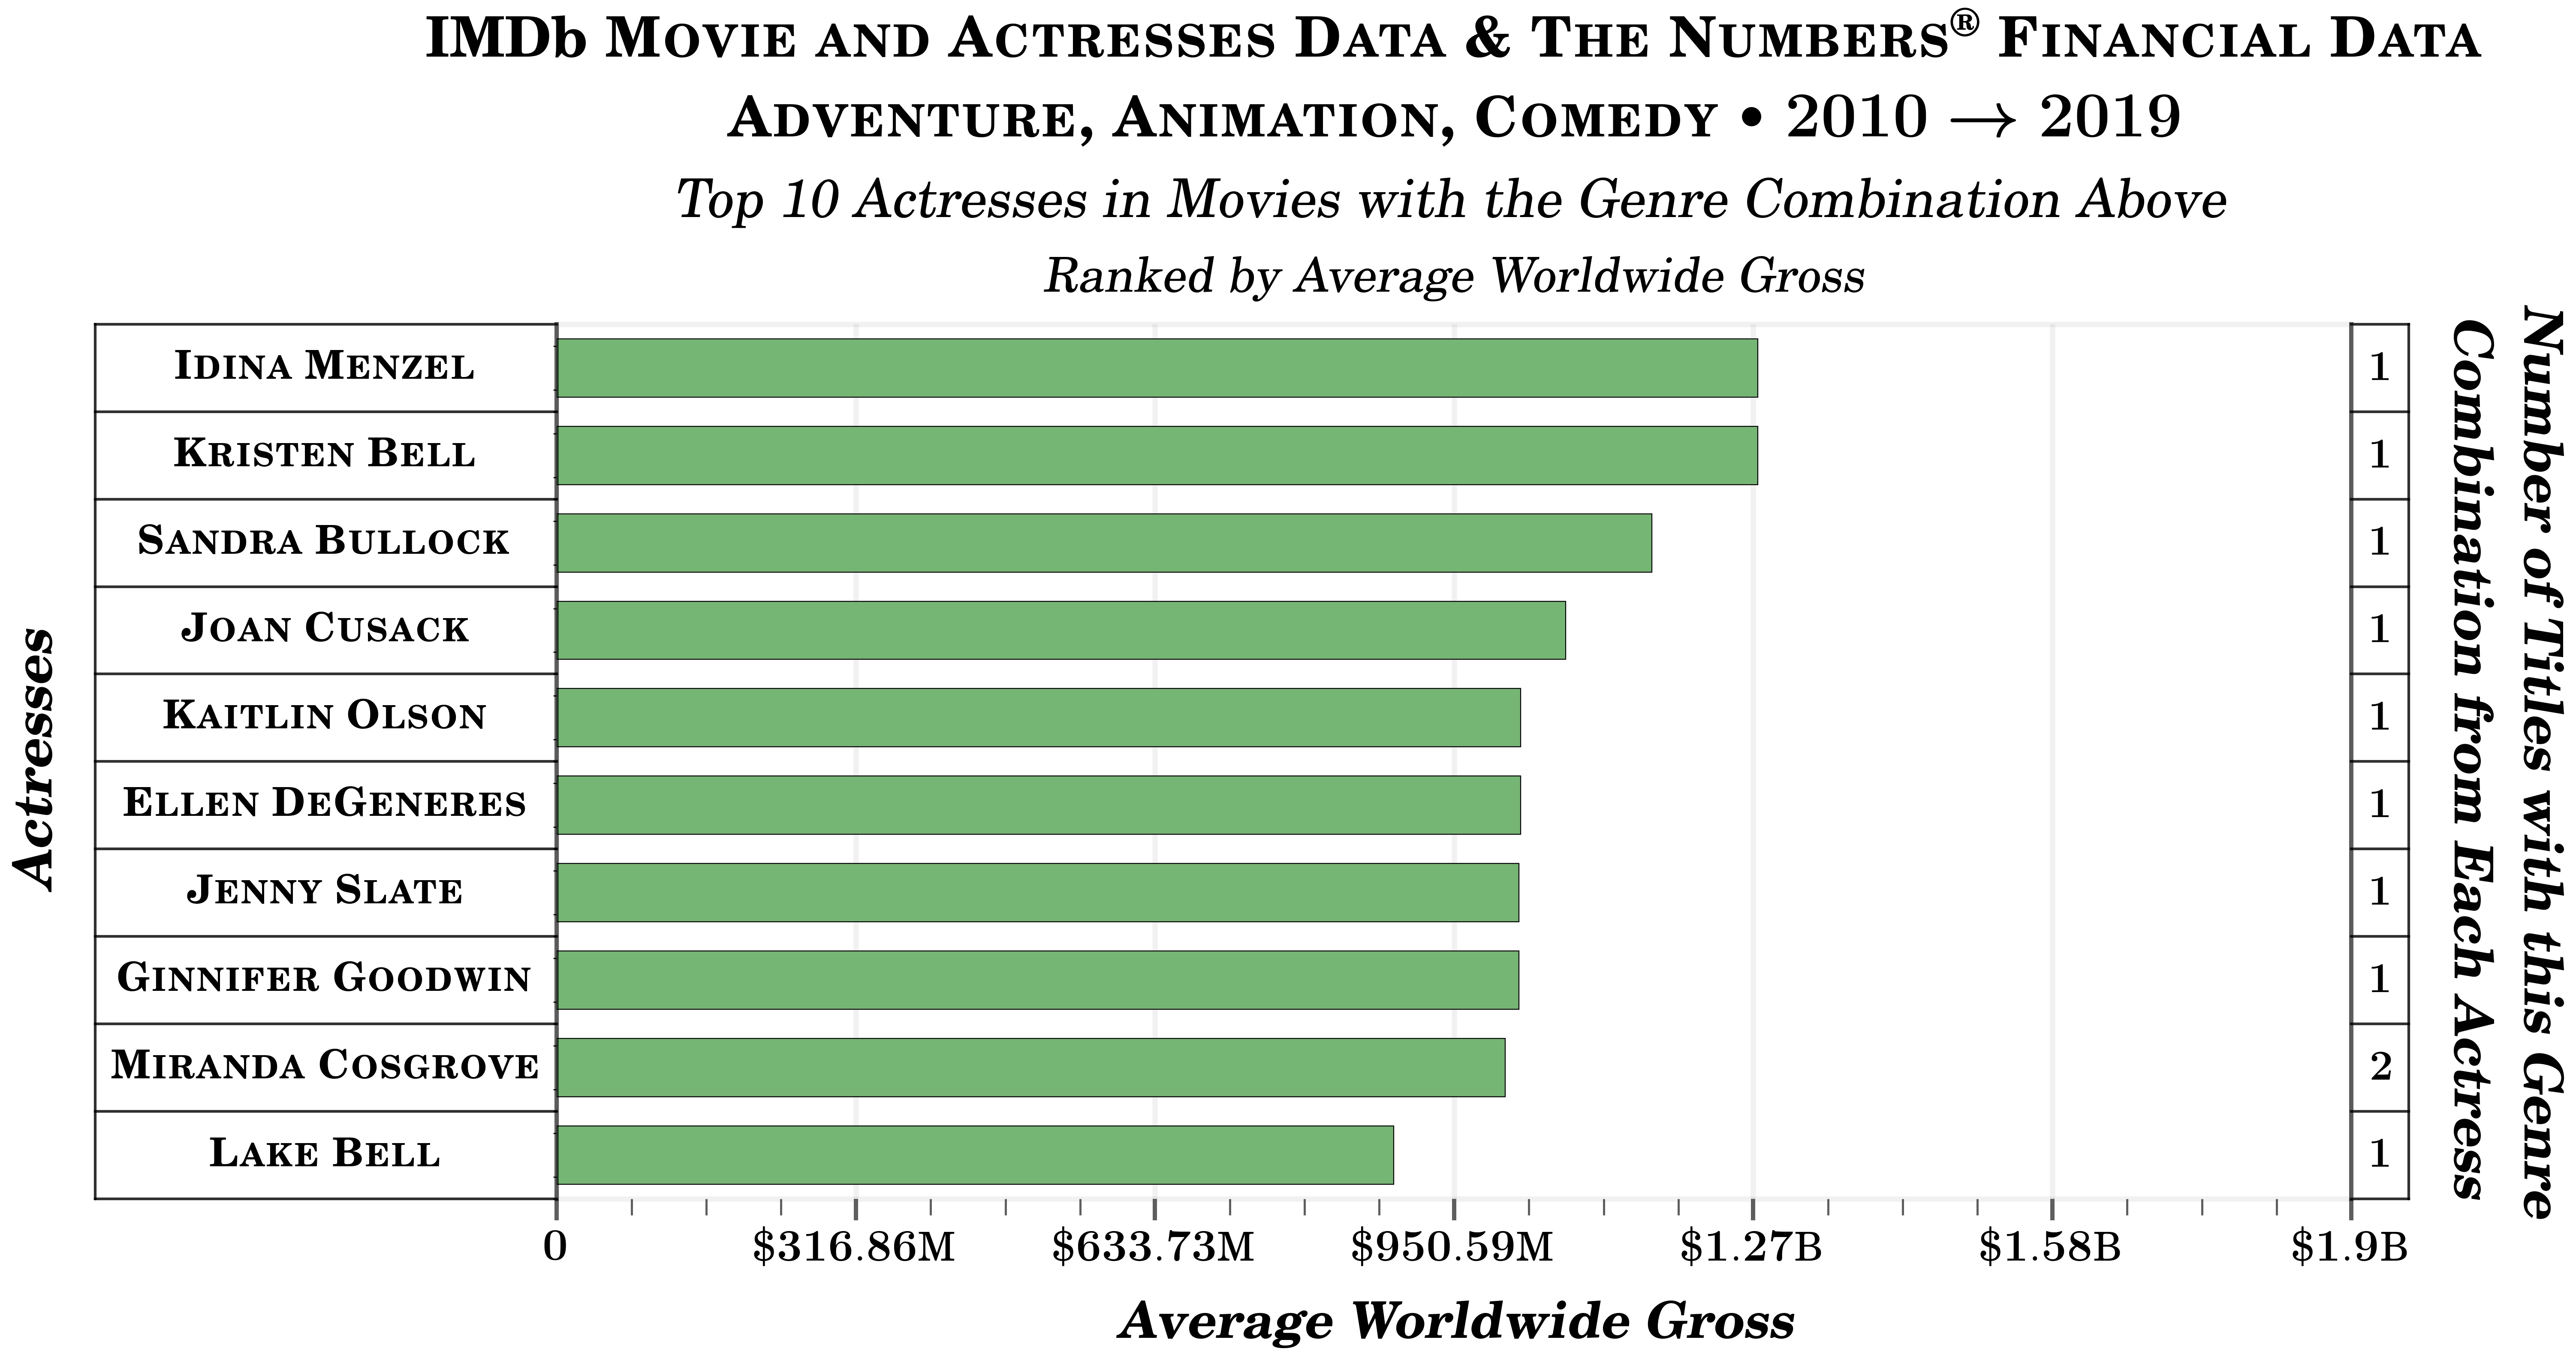 IMDb Movie and Actresses Data & The Numbers® Financial Data
Adventure, Animation, Comedy • 2010 → 2019
Top 10 Actresses in Movies with the Genre Combination Above
Ranked by Average Worldwide Gross
Actresses
Idina Menzel 1
Kristen Bell 1
Sandra Bullock 1
Joan Cusack 1
Kaitlin Olson 1
Ellen DeGeneres 1
Jenny Slate 1
Ginnifer Goodwin 1
Miranda Cosgrove 2
Lake Bell 1
Number of Titles with this Genre
Combination from Each Actress
0 $316.86M $633.73M $950.59M $1.27B $1.58B $1.9B
Average Worldwide Gross